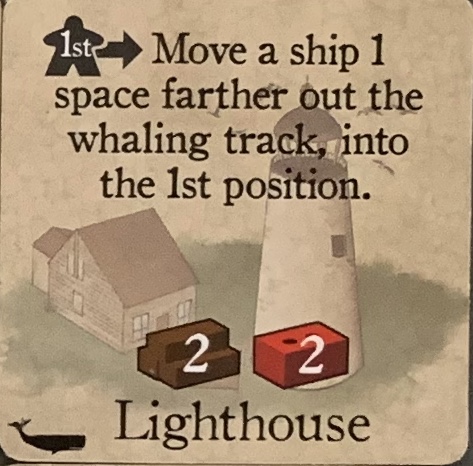 1st Move a ship 1
space farther out the
whaling track, into
the 1st position.
2 2
Lighthouse